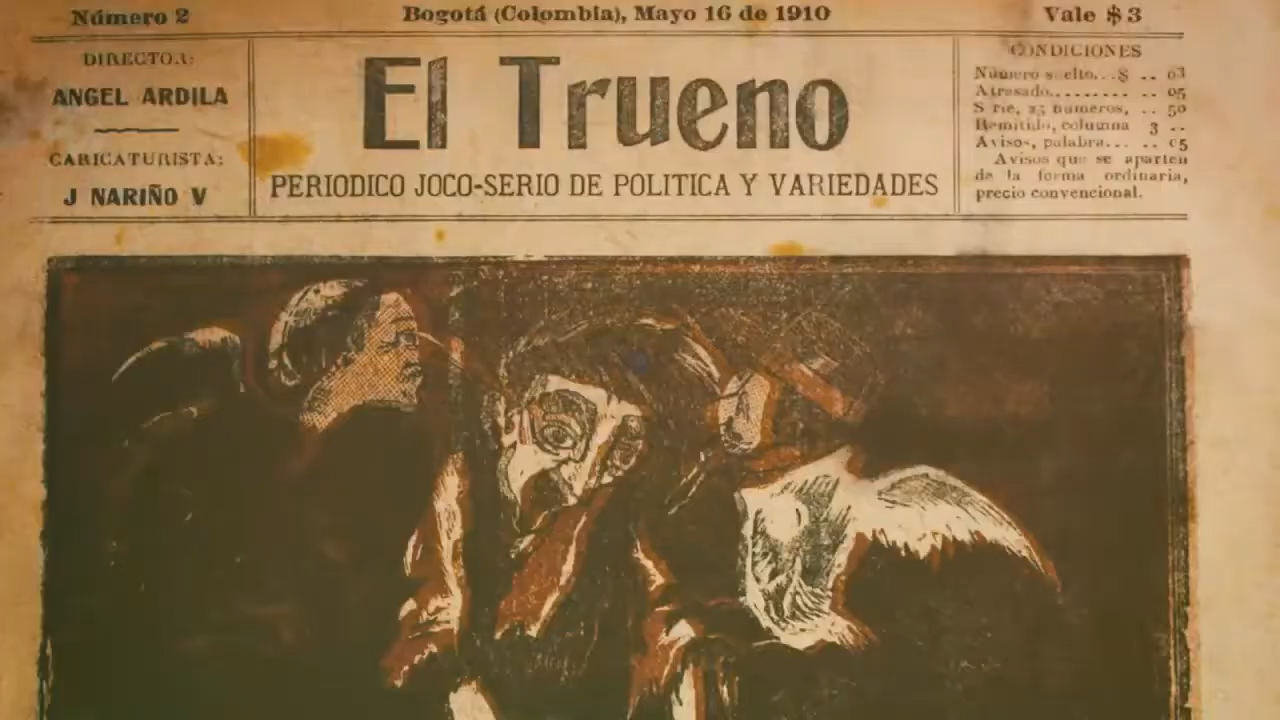 Número 2
Bogotá (Colombia), Mayo 16 de 1910
Vale $ 3
DIRECTOR:
ANGEL ARDILA
CARICATURISTA:
J NARIÑO V
El Trueno
PERIODICO JOCO-SERIO DE POLITICA Y VARIEDADES
CONDICIONES
Número suelto...$ .. 03
Atrasado......... .. 05
S rie, 25 números, .. 50
Remitido, columna 3 ..
Avisos, palabra... .. 05
Avisos que se aparten
de la forma ordinaria,
precio convencional.